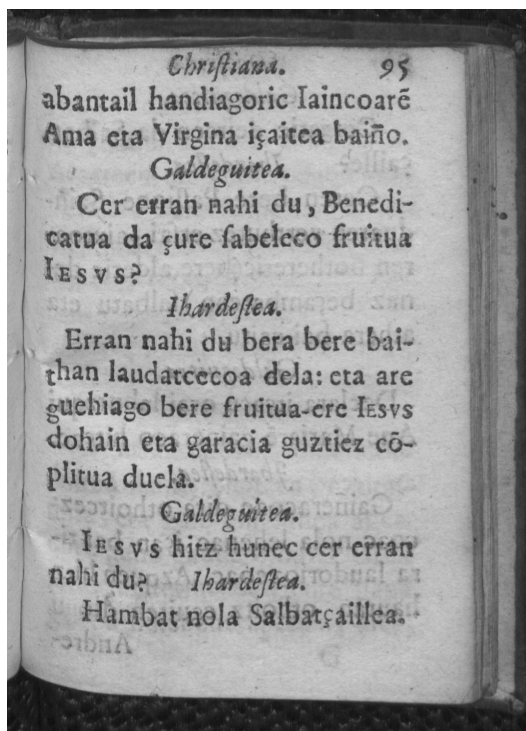 Chriſtiana. 95
abantail handiagoric Iaincoarē
Ama eta Virgina içaitea baiño.
Galdeguitea.
Cer erran nahi du, Benedi-
catua da çure ſabeleco fruitua
IESVS?
Ihardeſtea.
Erran nahi du bera bere bai-
than laudatcecoa dela: eta are
guehiago bere fruitua-ere IESVS
dohain eta garacia guztiez cō-
plitua duela.
Galdeguitea.
IESVS hitz hunec cer erran
nahi du? Ihardeſtea.
Hambat nola Salbatçaillea.